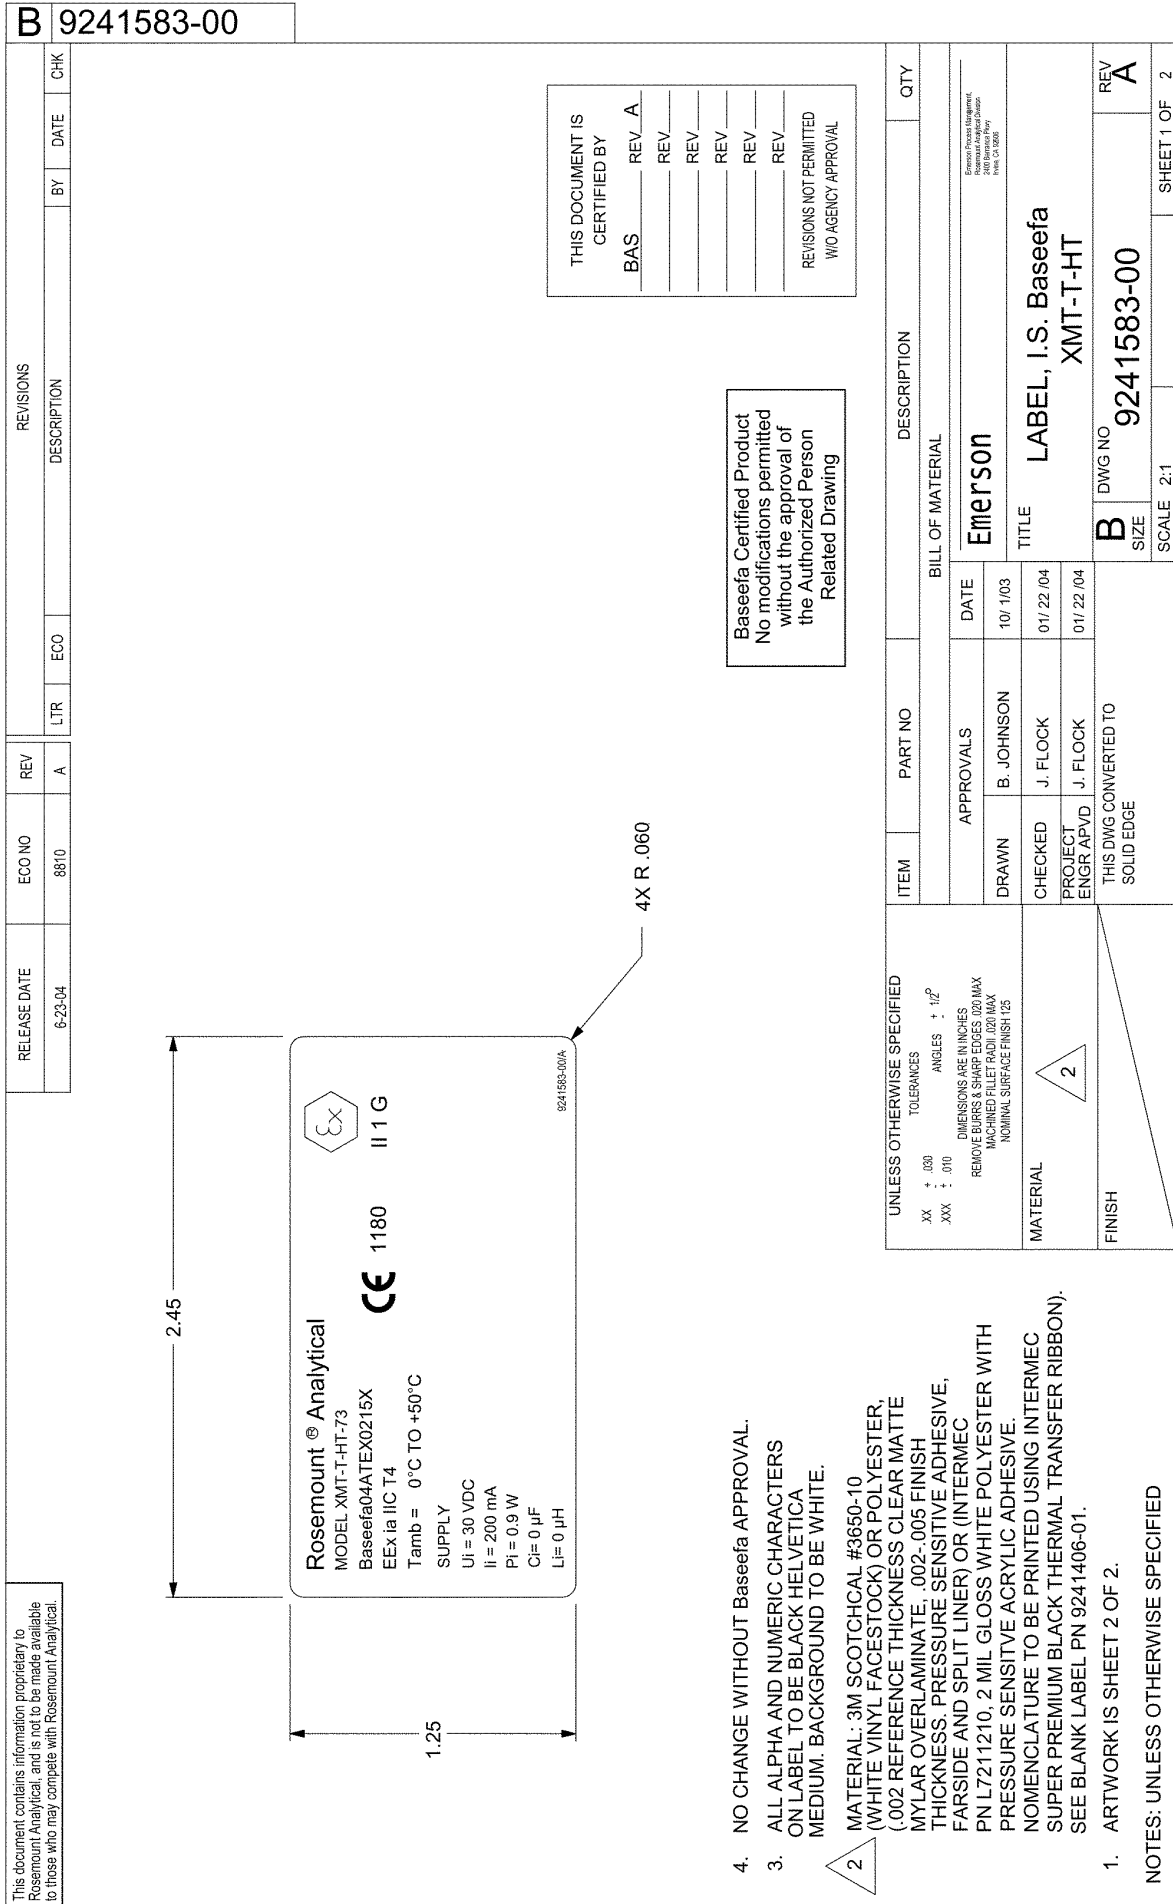 B 9241583-00
This document contains information proprietary to
Rosemount Analytical, and is not to be made available
to those who may compete with Rosemount Analytical.
RELEASE DATE ECO NO REV
6-23-04 8810 A
REVISIONS
LTR ECO DESCRIPTION BY DATE CHK
2.45
1.25
4X R .060
Rosemount ® Analytical
MODEL XMT-T-HT-73
Baseefa04ATEX0215X
EEx ia IIC T4
Tamb = 0°C TO +50°C
SUPPLY
Ui = 30 VDC
Ii = 200 mA
Pi = 0.9 W
Ci= 0 µF
Li= 0 µH
CE 1180
Ex
II 1 G
9241583-00/A
THIS DOCUMENT IS
CERTIFIED BY
BAS REV A
REV
REV
REV
REV
REV
REVISIONS NOT PERMITTED
W/O AGENCY APPROVAL
Baseefa Certified Product
No modifications permitted
without the approval of
the Authorized Person
Related Drawing
4. NO CHANGE WITHOUT Baseefa APPROVAL.
3. ALL ALPHA AND NUMERIC CHARACTERS
ON LABEL TO BE BLACK HELVETICA
MEDIUM. BACKGROUND TO BE WHITE.
2 MATERIAL: 3M SCOTCHCAL #3650-10
(WHITE VINYL FACESTOCK) OR POLYESTER,
(.002 REFERENCE THICKNESS CLEAR MATTE
MYLAR OVERLAMINATE, .002-.005 FINISH
THICKNESS. PRESSURE SENSITIVE ADHESIVE,
FARSIDE AND SPLIT LINER) OR (INTERMEC
PN L7211210, 2 MIL GLOSS WHITE POLYESTER WITH
PRESSURE SENSITVE ACRYLIC ADHESIVE.
NOMENCLATURE TO BE PRINTED USING INTERMEC
SUPER PREMIUM BLACK THERMAL TRANSFER RIBBON).
SEE BLANK LABEL PN 9241406-01.
1. ARTWORK IS SHEET 2 OF 2.
NOTES: UNLESS OTHERWISE SPECIFIED
UNLESS OTHERWISE SPECIFIED
TOLERANCES
.XX ± .030 ANGLES ± 1/2°
.XXX ± .010
DIMENSIONS ARE IN INCHES
REMOVE BURRS & SHARP EDGES .020 MAX
MACHINED FILLET RADII .020 MAX
NOMINAL SURFACE FINISH 125
MATERIAL
2
FINISH
ITEM PART NO DESCRIPTION QTY
BILL OF MATERIAL
APPROVALS DATE
DRAWN B. JOHNSON 10/ 1/03
CHECKED J. FLOCK 01/ 22 /04
PROJECT
ENGR APVD J. FLOCK 01/ 22 /04
THIS DWG CONVERTED TO
SOLID EDGE
Emerson
Emerson Process Management,
Rosemount Analytical Division
2400 Barranca Pkwy
Irvine, CA 92606
TITLE
LABEL, I.S. Baseefa
XMT-T-HT
B
SIZE
DWG NO
9241583-00
REV
A
SCALE 2:1
SHEET 1 OF 2